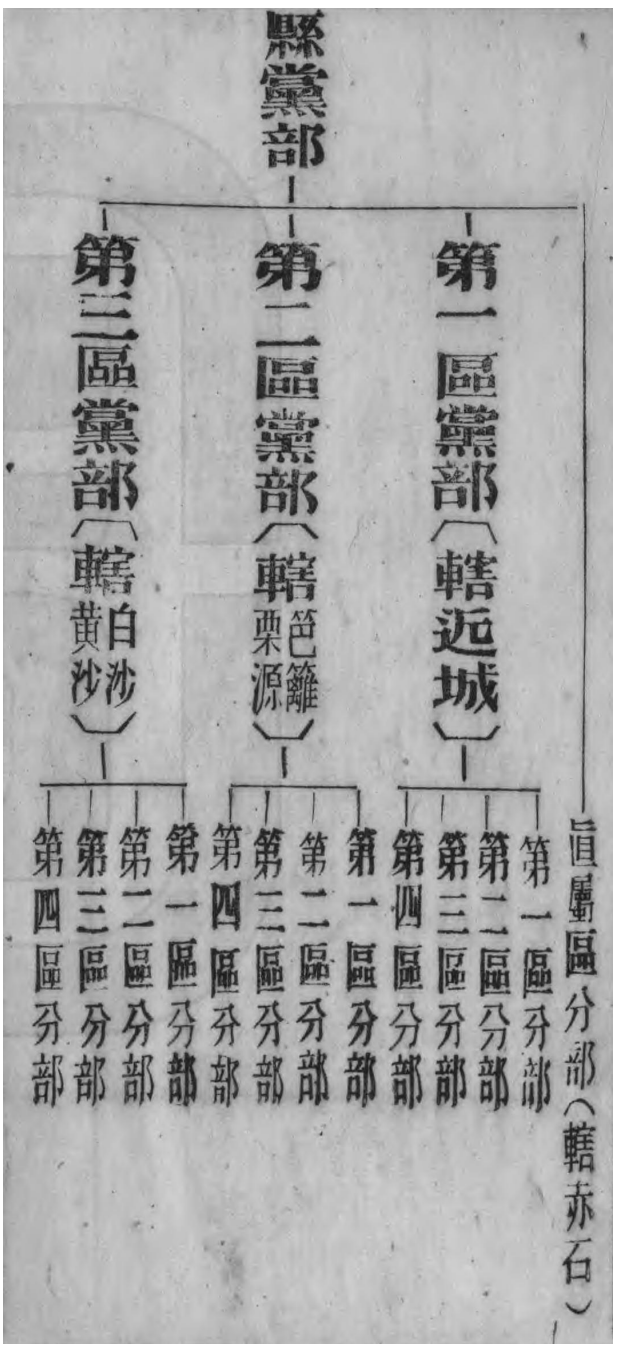 縣黨部
直屬區分部（轄赤石）
第一區黨部（轄近城）
第一區分部
第二區分部
第三區分部
第四區分部
第二區黨部（轄笆籬栗源）
第一區分部
第二區分部
第三區分部
第四區分部
第三區黨部（轄白沙黃沙）
第一區分部
第二區分部
第三區分部
第四區分部